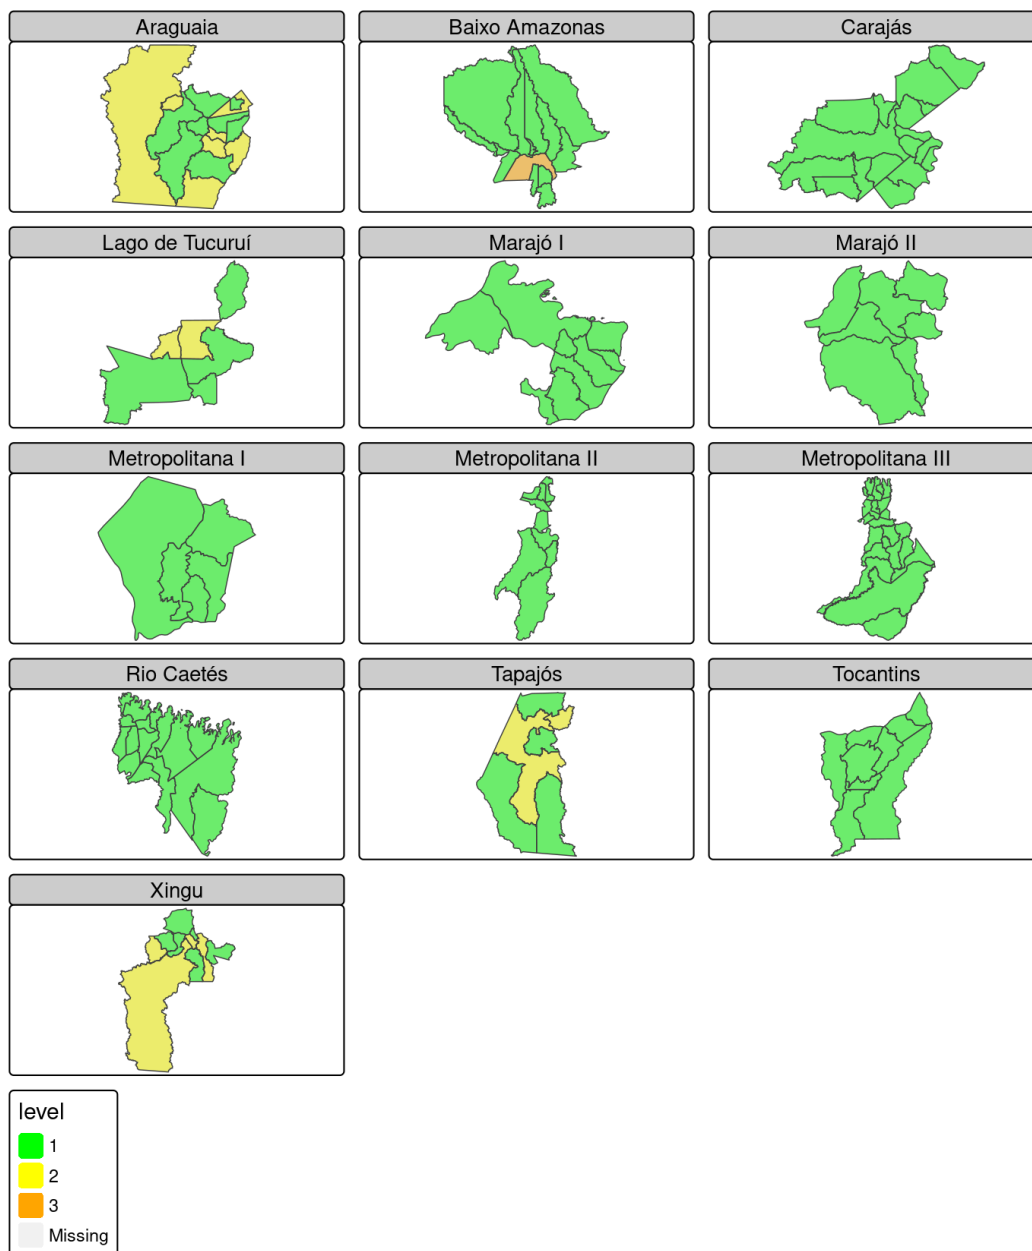 Araguaia
Baixo Amazonas
Carajás
Lago de Tucuruí
Marajó I
Marajó II
Metropolitana I
Metropolitana II
Metropolitana III
Rio Caetés
Tapajós
Tocantins
Xingu
level
1
2
3
Missing